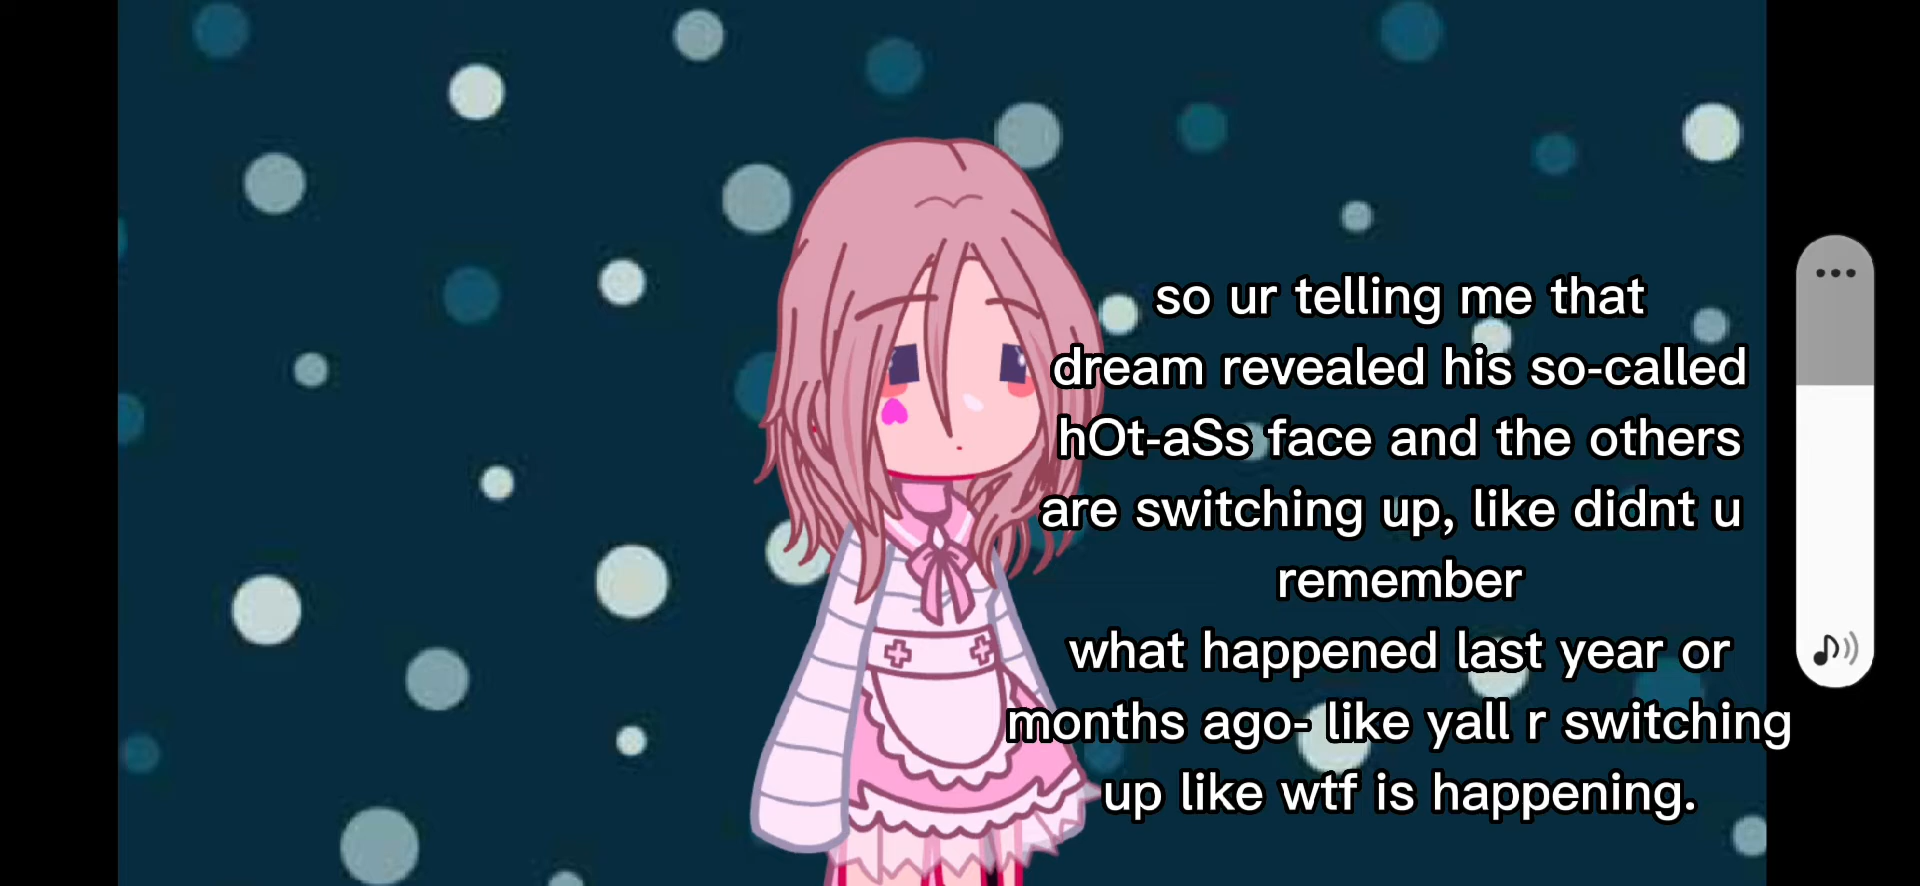 so ur telling me that
dream revealed his so-called
hOt-aSs face and the others
are switching up, like didnt u
remember
what happened last year or
months ago- like yall r switching
up like wtf is happening.